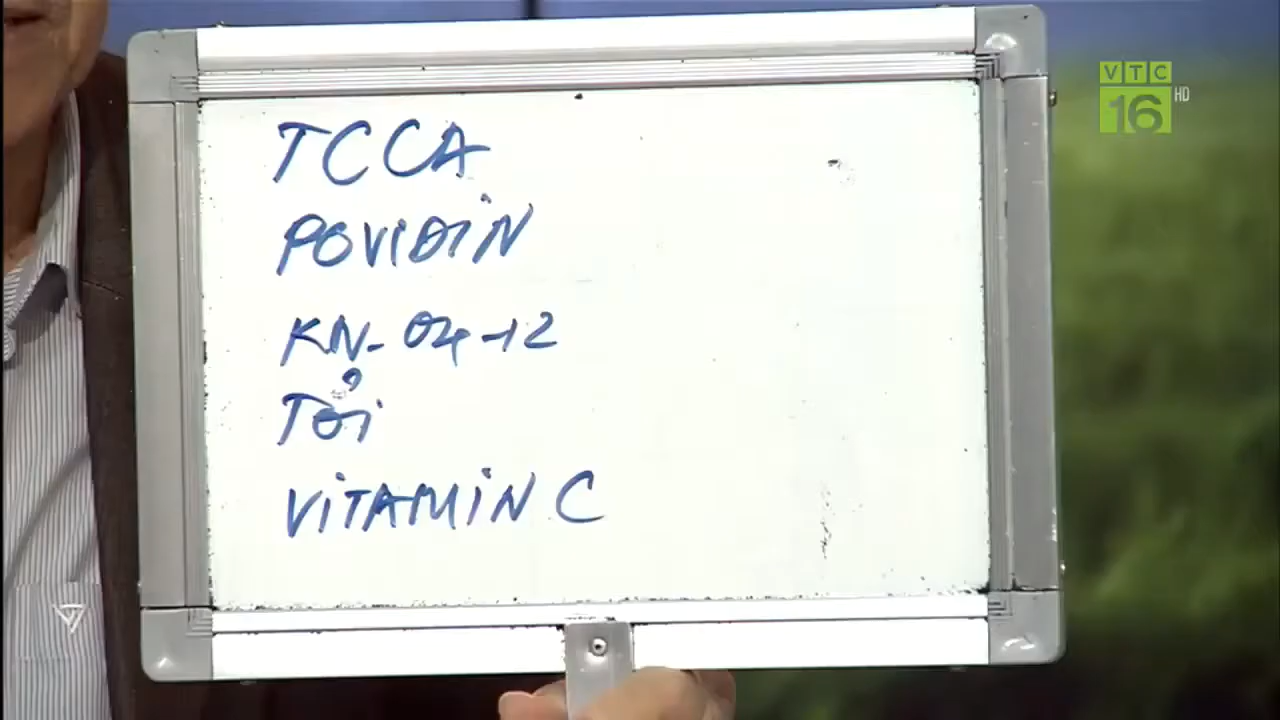 VTC
16 HD
TCCA
POVIDIN
KN-04-12
Tỏi
VITAMIN C